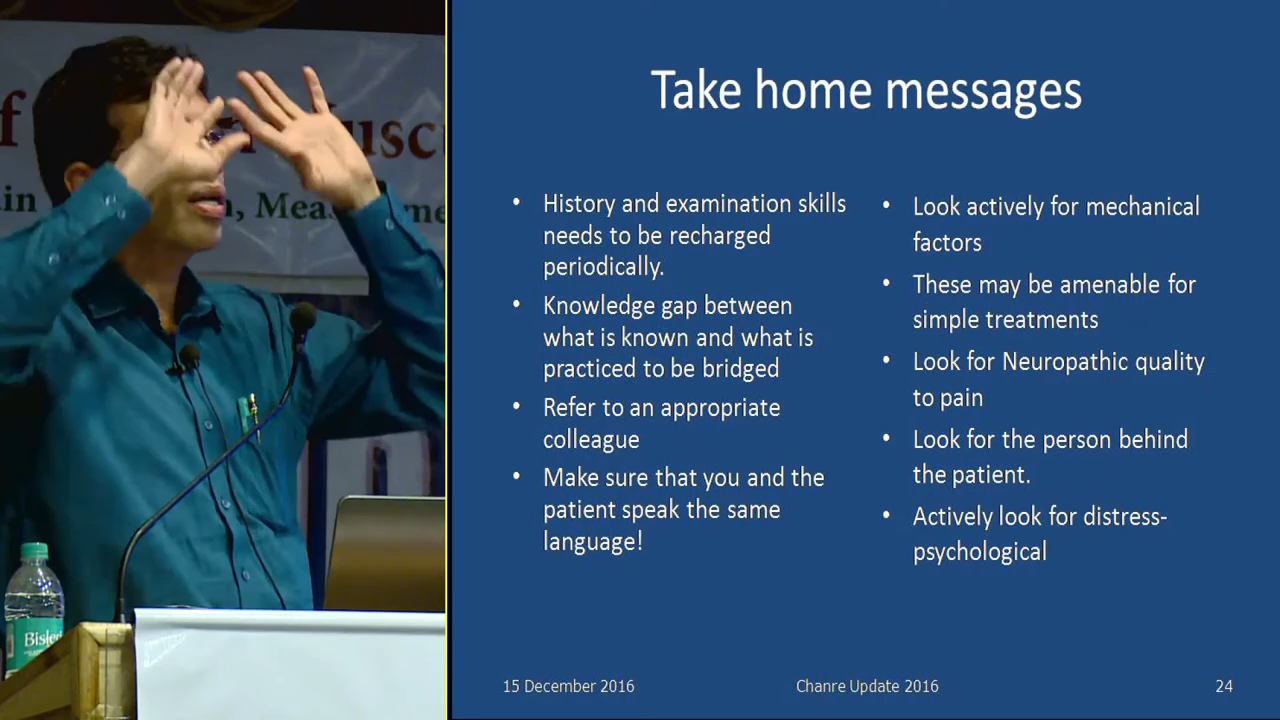 Take home messages
• History and examination skills
needs to be recharged
periodically.
• Knowledge gap between
what is known and what is
practiced to be bridged
• Refer to an appropriate
colleague
• Make sure that you and the
patient speak the same
language!
• Look actively for mechanical
factors
• These may be amenable for
simple treatments
• Look for Neuropathic quality
to pain
• Look for the person behind
the patient.
• Actively look for distress-
psychological
15 December 2016
Chanre Update 2016
24